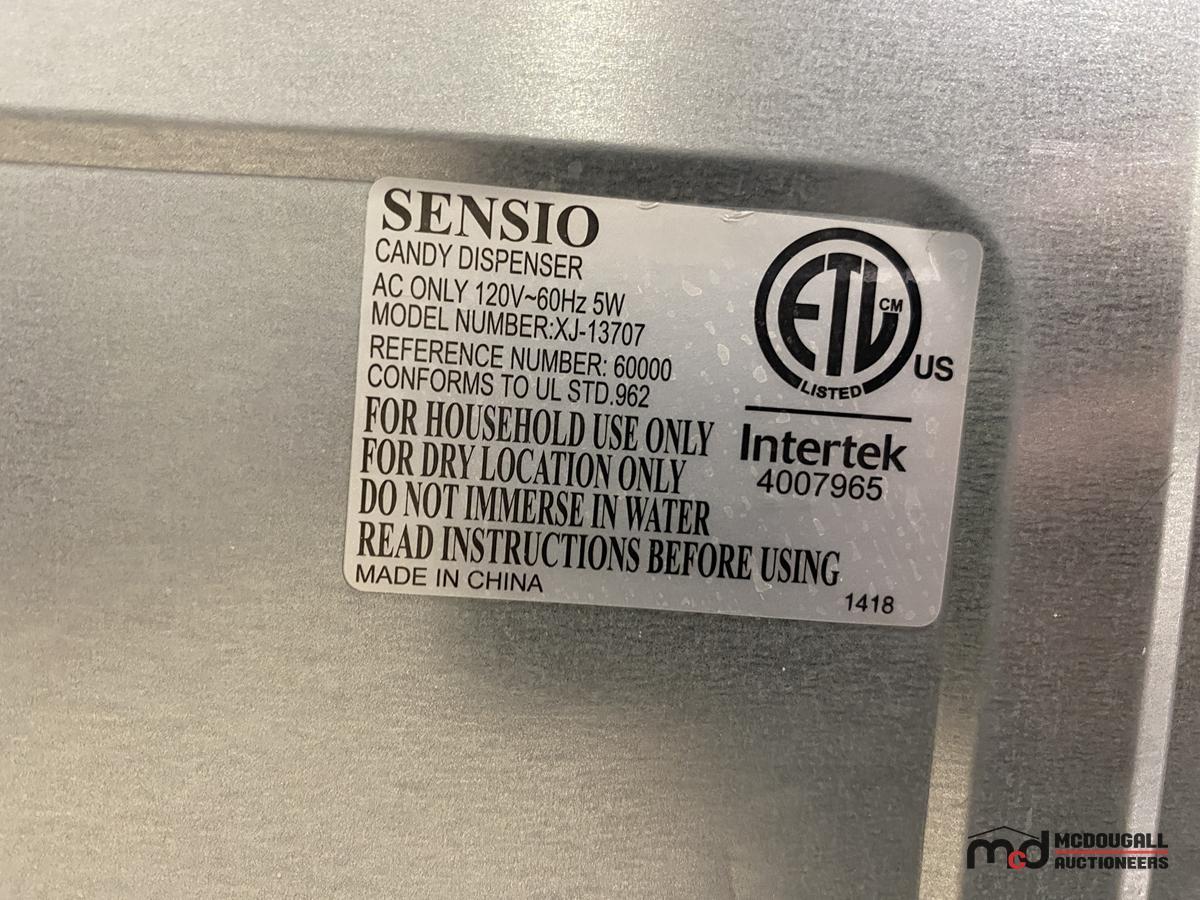 SENSIO
CANDY DISPENSER
AC ONLY 120V~60Hz 5W
MODEL NUMBER:XJ-13707
REFERENCE NUMBER: 60000
CONFORMS TO UL STD.962
FOR HOUSEHOLD USE ONLY
FOR DRY LOCATION ONLY
DO NOT IMMERSE IN WATER
READ INSTRUCTIONS BEFORE USING
MADE IN CHINA
1418
ETL CM
LISTED
US
Intertek
4007965
mcd MCDOUGALL
AUCTIONEERS